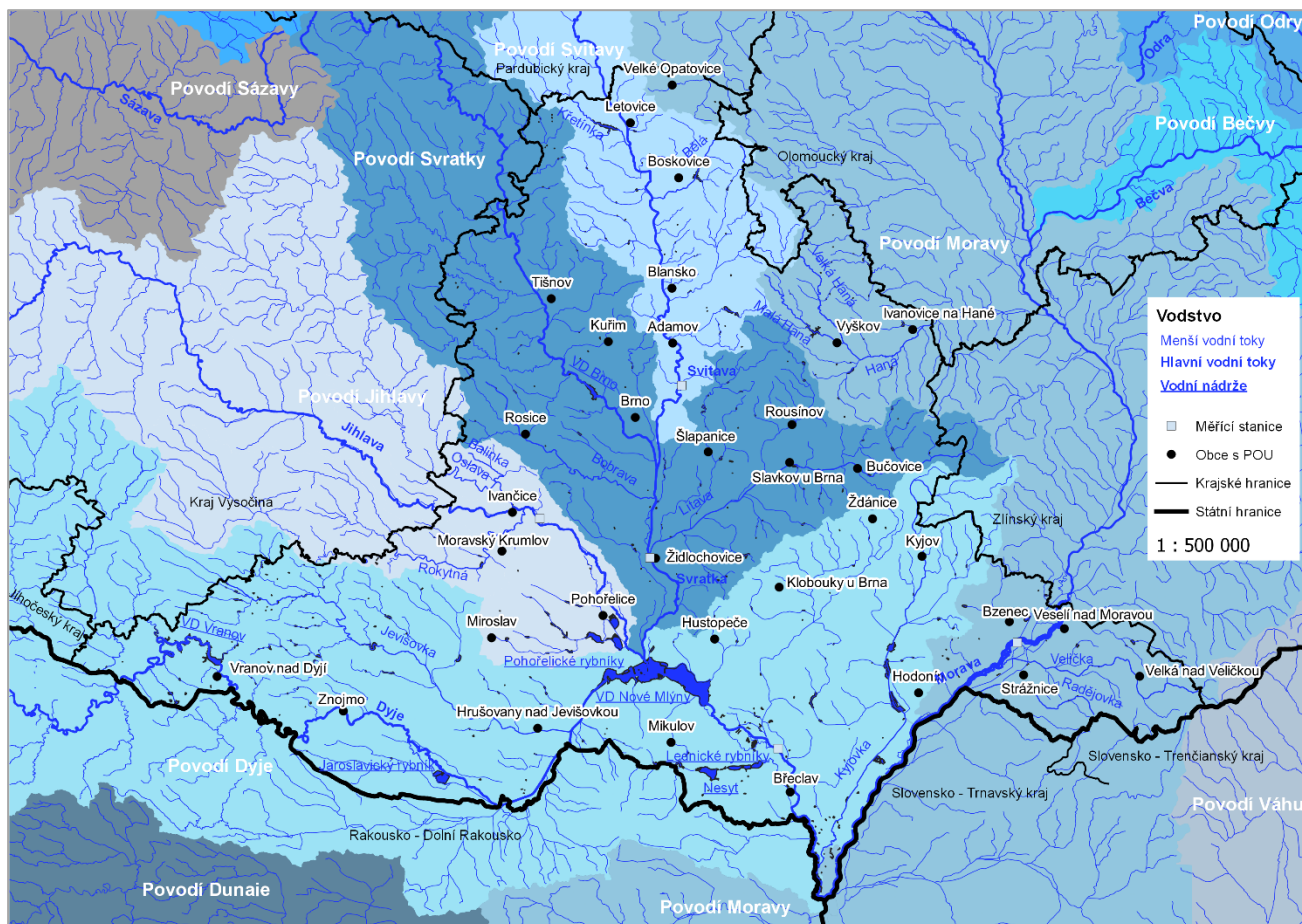 Povodí Odry
Povodí Svitavy
Pardubický kraj
Odra
Velké Opatovice
Povodí Sázavy
Sázava
Letovice
Křetínka
Povodí Bečvy
Povodí Svratky
Bělá
Olomoucký kraj
Boskovice
Bečva
Povodí Moravy
Velká Haná
Blansko
Tišnov
Ivanovice na Hané
Malá Haná
Kuřim
Adamov
Vyškov
Haná
Vodstvo
Menší vodní toky
Hlavní vodní toky
Vodní nádrže
Měřící stanice
Obce s POU
Krajské hranice
Státní hranice
1 : 500 000
VD Brno
Svitava
Povodí Jihlavy
Jihlava
Rosice
Brno
Rousínov
Šlapanice
Balinka
Oslava
Bobrava
Slavkov u Brna
Bučovice
Kraj Vysočina
Ivančice
Litava
Ždánice
Zlínský kraj
Moravský Krumlov
Rokytná
Židlochovice
Kyjov
Svratka
Klobouky u Brna
Jihočeský kraj
VD Vranov
Jevišovka
Miroslav
Pohořelice
Hustopeče
Bzenec
Veselí nad Moravou
Vranov nad Dyjí
Pohořelické rybníky
VD Nové Mlýny
Hodonín
Morava
Velička
Strážnice
Radějovka
Velká nad Veličkou
Znojmo
Dyje
Hrušovany nad Jevišovkou
Mikulov
Lednické rybníky
Kyjovka
Slovensko - Trenčianský kraj
Povodí Dyje
Jaroslavický rybník
Nesyt
Břeclav
Slovensko - Trnavský kraj
Povodí Váhu
Rakousko - Dolní Rakousko
Povodí Dunaje
Povodí Moravy